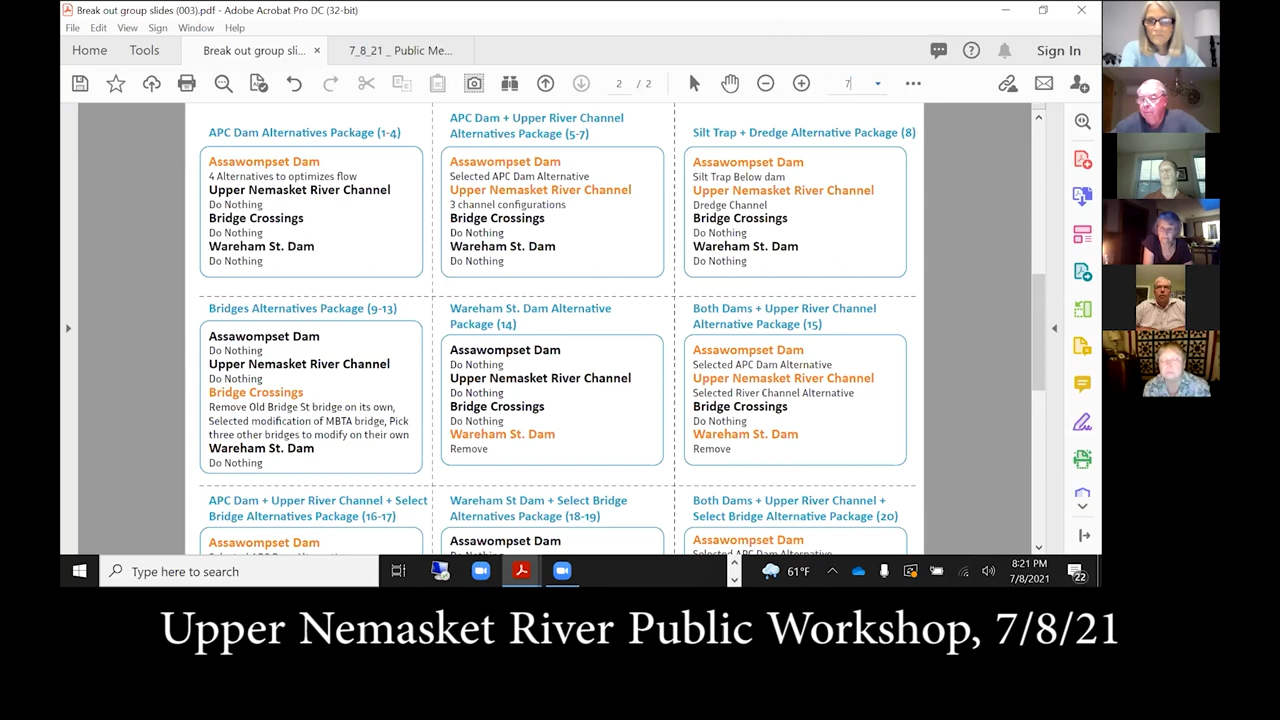 Break out group slides (003).pdf - Adobe Acrobat Pro DC (32-bit)
File Edit View Sign Window Help
Home Tools Break out group sli... × 7_8_21 _ Public Me... Sign In
2 / 2 7
APC Dam Alternatives Package (1-4)
Assawompset Dam
4 Alternatives to optimizes flow
Upper Nemasket River Channel
Do Nothing
Bridge Crossings
Do Nothing
Wareham St. Dam
Do Nothing
APC Dam + Upper River Channel
Alternatives Package (5-7)
Assawompset Dam
Selected APC Dam Alternative
Upper Nemasket River Channel
3 channel configurations
Bridge Crossings
Do Nothing
Wareham St. Dam
Do Nothing
Silt Trap + Dredge Alternative Package (8)
Assawompset Dam
Silt Trap Below dam
Upper Nemasket River Channel
Dredge Channel
Bridge Crossings
Do Nothing
Wareham St. Dam
Do Nothing
Bridges Alternatives Package (9-13)
Assawompset Dam
Do Nothing
Upper Nemasket River Channel
Do Nothing
Bridge Crossings
Remove Old Bridge St bridge on its own,
Selected modification of MBTA bridge, Pick
three other bridges to modify on their own
Wareham St. Dam
Do Nothing
Wareham St. Dam Alternative
Package (14)
Assawompset Dam
Do Nothing
Upper Nemasket River Channel
Do Nothing
Bridge Crossings
Do Nothing
Wareham St. Dam
Remove
Both Dams + Upper River Channel
Alternative Package (15)
Assawompset Dam
Selected APC Dam Alternative
Upper Nemasket River Channel
Selected River Channel Alternative
Bridge Crossings
Do Nothing
Wareham St. Dam
Remove
APC Dam + Upper River Channel + Select
Bridge Alternatives Package (16-17)
Assawompset Dam
Wareham St Dam + Select Bridge
Alternatives Package (18-19)
Assawompset Dam
Do Nothing
Both Dams + Upper River Channel +
Select Bridge Alternative Package (20)
Assawompset Dam
Selected APC Dam Alternative
Type here to search
61°F
8:21 PM
7/8/2021
22
Upper Nemasket River Public Workshop, 7/8/21